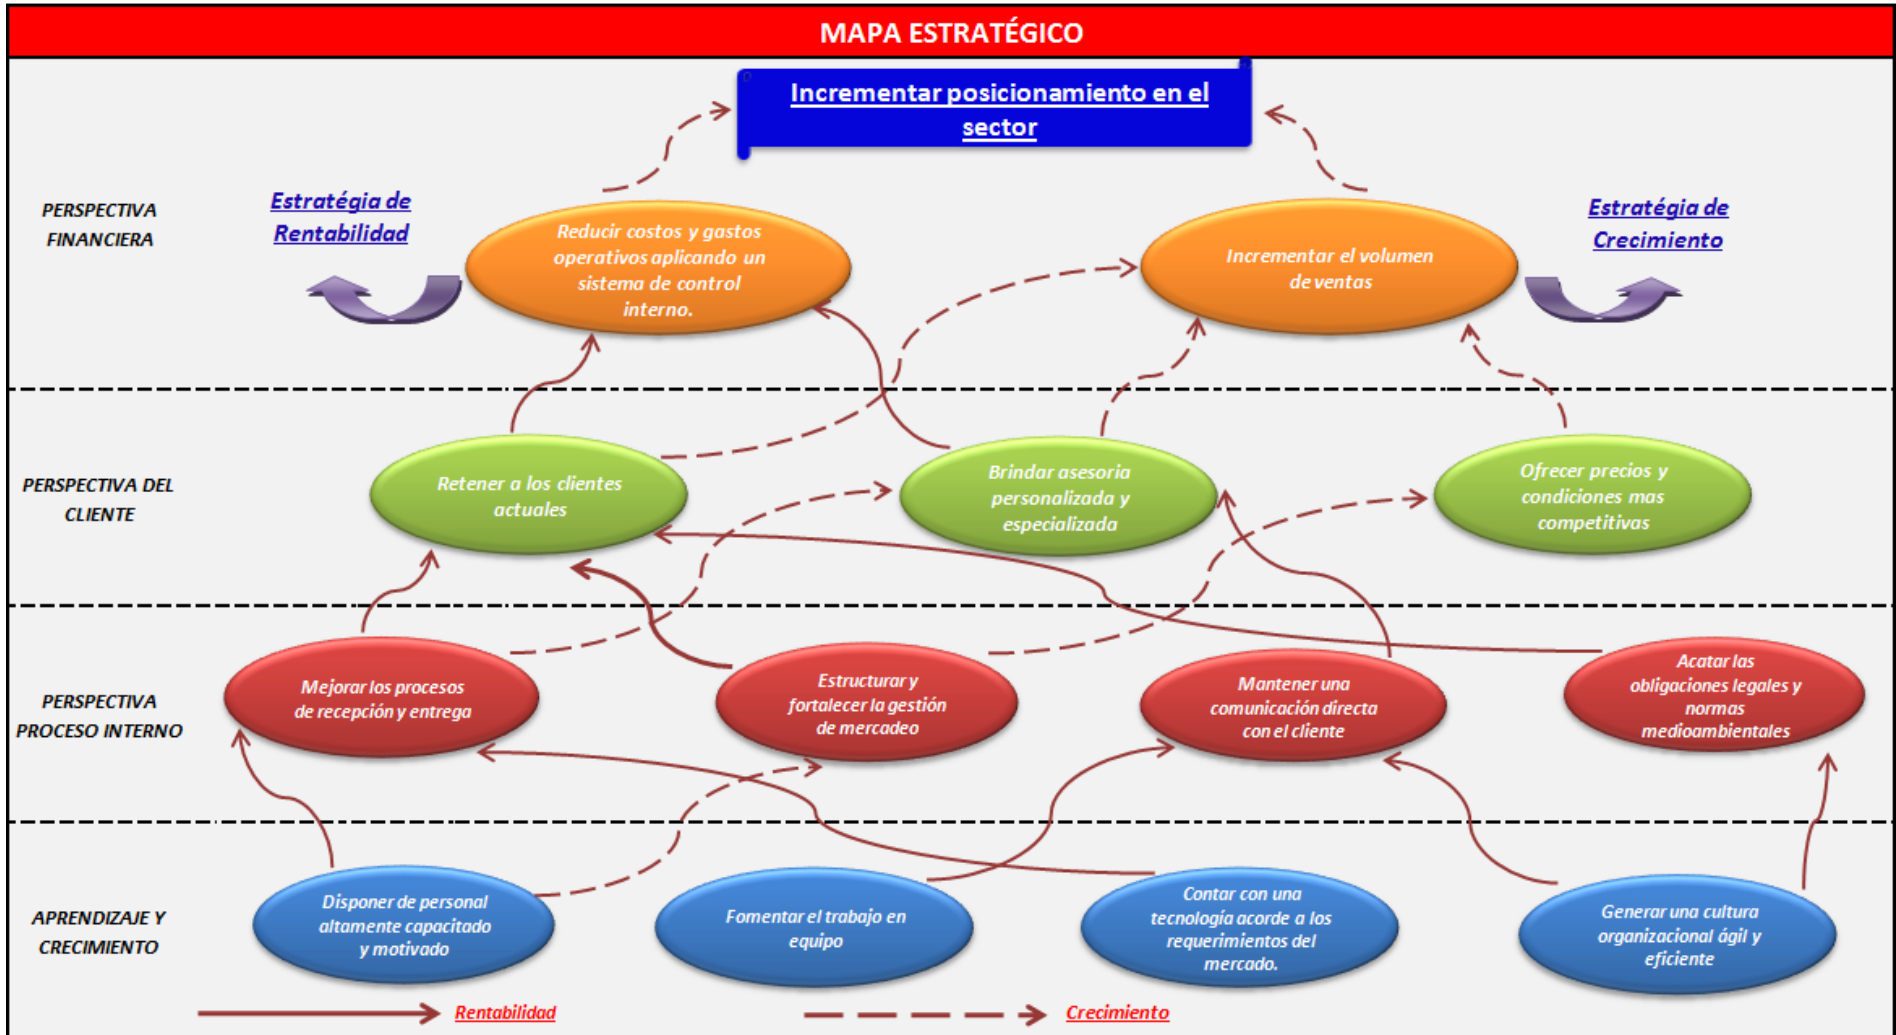 MAPA ESTRATÉGICO
Incrementar posicionamiento en el
sector
PERSPECTIVA
FINANCIERA
Estratégia de
Rentabilidad
Reducir costos y gastos
operativos aplicando un
sistema de control
interno.
Incrementar el volumen
de ventas
Estratégia de
Crecimiento
PERSPECTIVA DEL
CLIENTE
Retener a los clientes
actuales
Brindar asesoria
personalizada y
especializada
Ofrecer precios y
condiciones mas
competitivas
PERSPECTIVA
PROCESO INTERNO
Mejorar los procesos
de recepción y entrega
Estructurar y
fortalecer la gestión
de mercadeo
Mantener una
comunicación directa
con el cliente
Acatar las
obligaciones legales y
normas
medioambientales
APRENDIZAJE Y
CRECIMIENTO
Disponer de personal
altamente capacitado
y motivado
Fomentar el trabajo en
equipo
Contar con una
tecnología acorde a los
requerimientos del
mercado.
Generar una cultura
organizacional ágil y
eficiente
Rentabilidad
Crecimiento